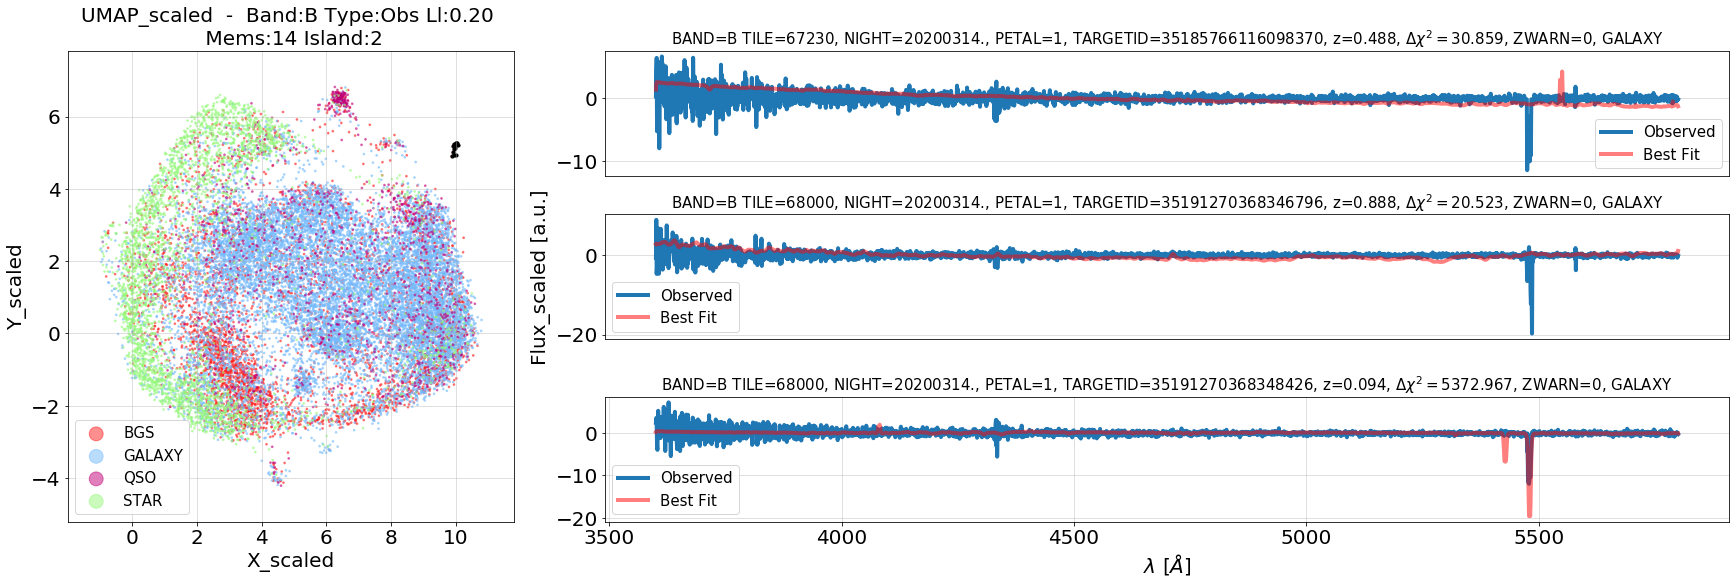 UMAP_scaled - Band:B Type:Obs Ll:0.20
Mems:14 Island:2
Y_scaled
6
4
2
0
−2
−4
BGS
GALAXY
QSO
STAR
0 2 4 6 8 10
X_scaled
Flux_scaled [a.u.]
BAND=B TILE=67230, NIGHT=20200314., PETAL=1, TARGETID=35185766116098370, z=0.488, Δχ² = 30.859, ZWARN=0, GALAXY
0
−10
Observed
Best Fit
BAND=B TILE=68000, NIGHT=20200314., PETAL=1, TARGETID=35191270368346796, z=0.888, Δχ² = 20.523, ZWARN=0, GALAXY
0
−20
Observed
Best Fit
BAND=B TILE=68000, NIGHT=20200314., PETAL=1, TARGETID=35191270368348426, z=0.094, Δχ² = 5372.967, ZWARN=0, GALAXY
0
−10
−20
Observed
Best Fit
3500 4000 4500 5000 5500
λ [Å]